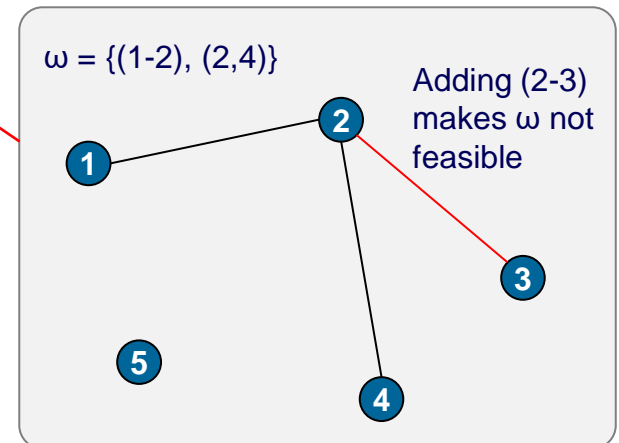 ω = {(1-2), (2,4)}
Adding (2-3)
makes ω not
feasible
2
1
3
5
4